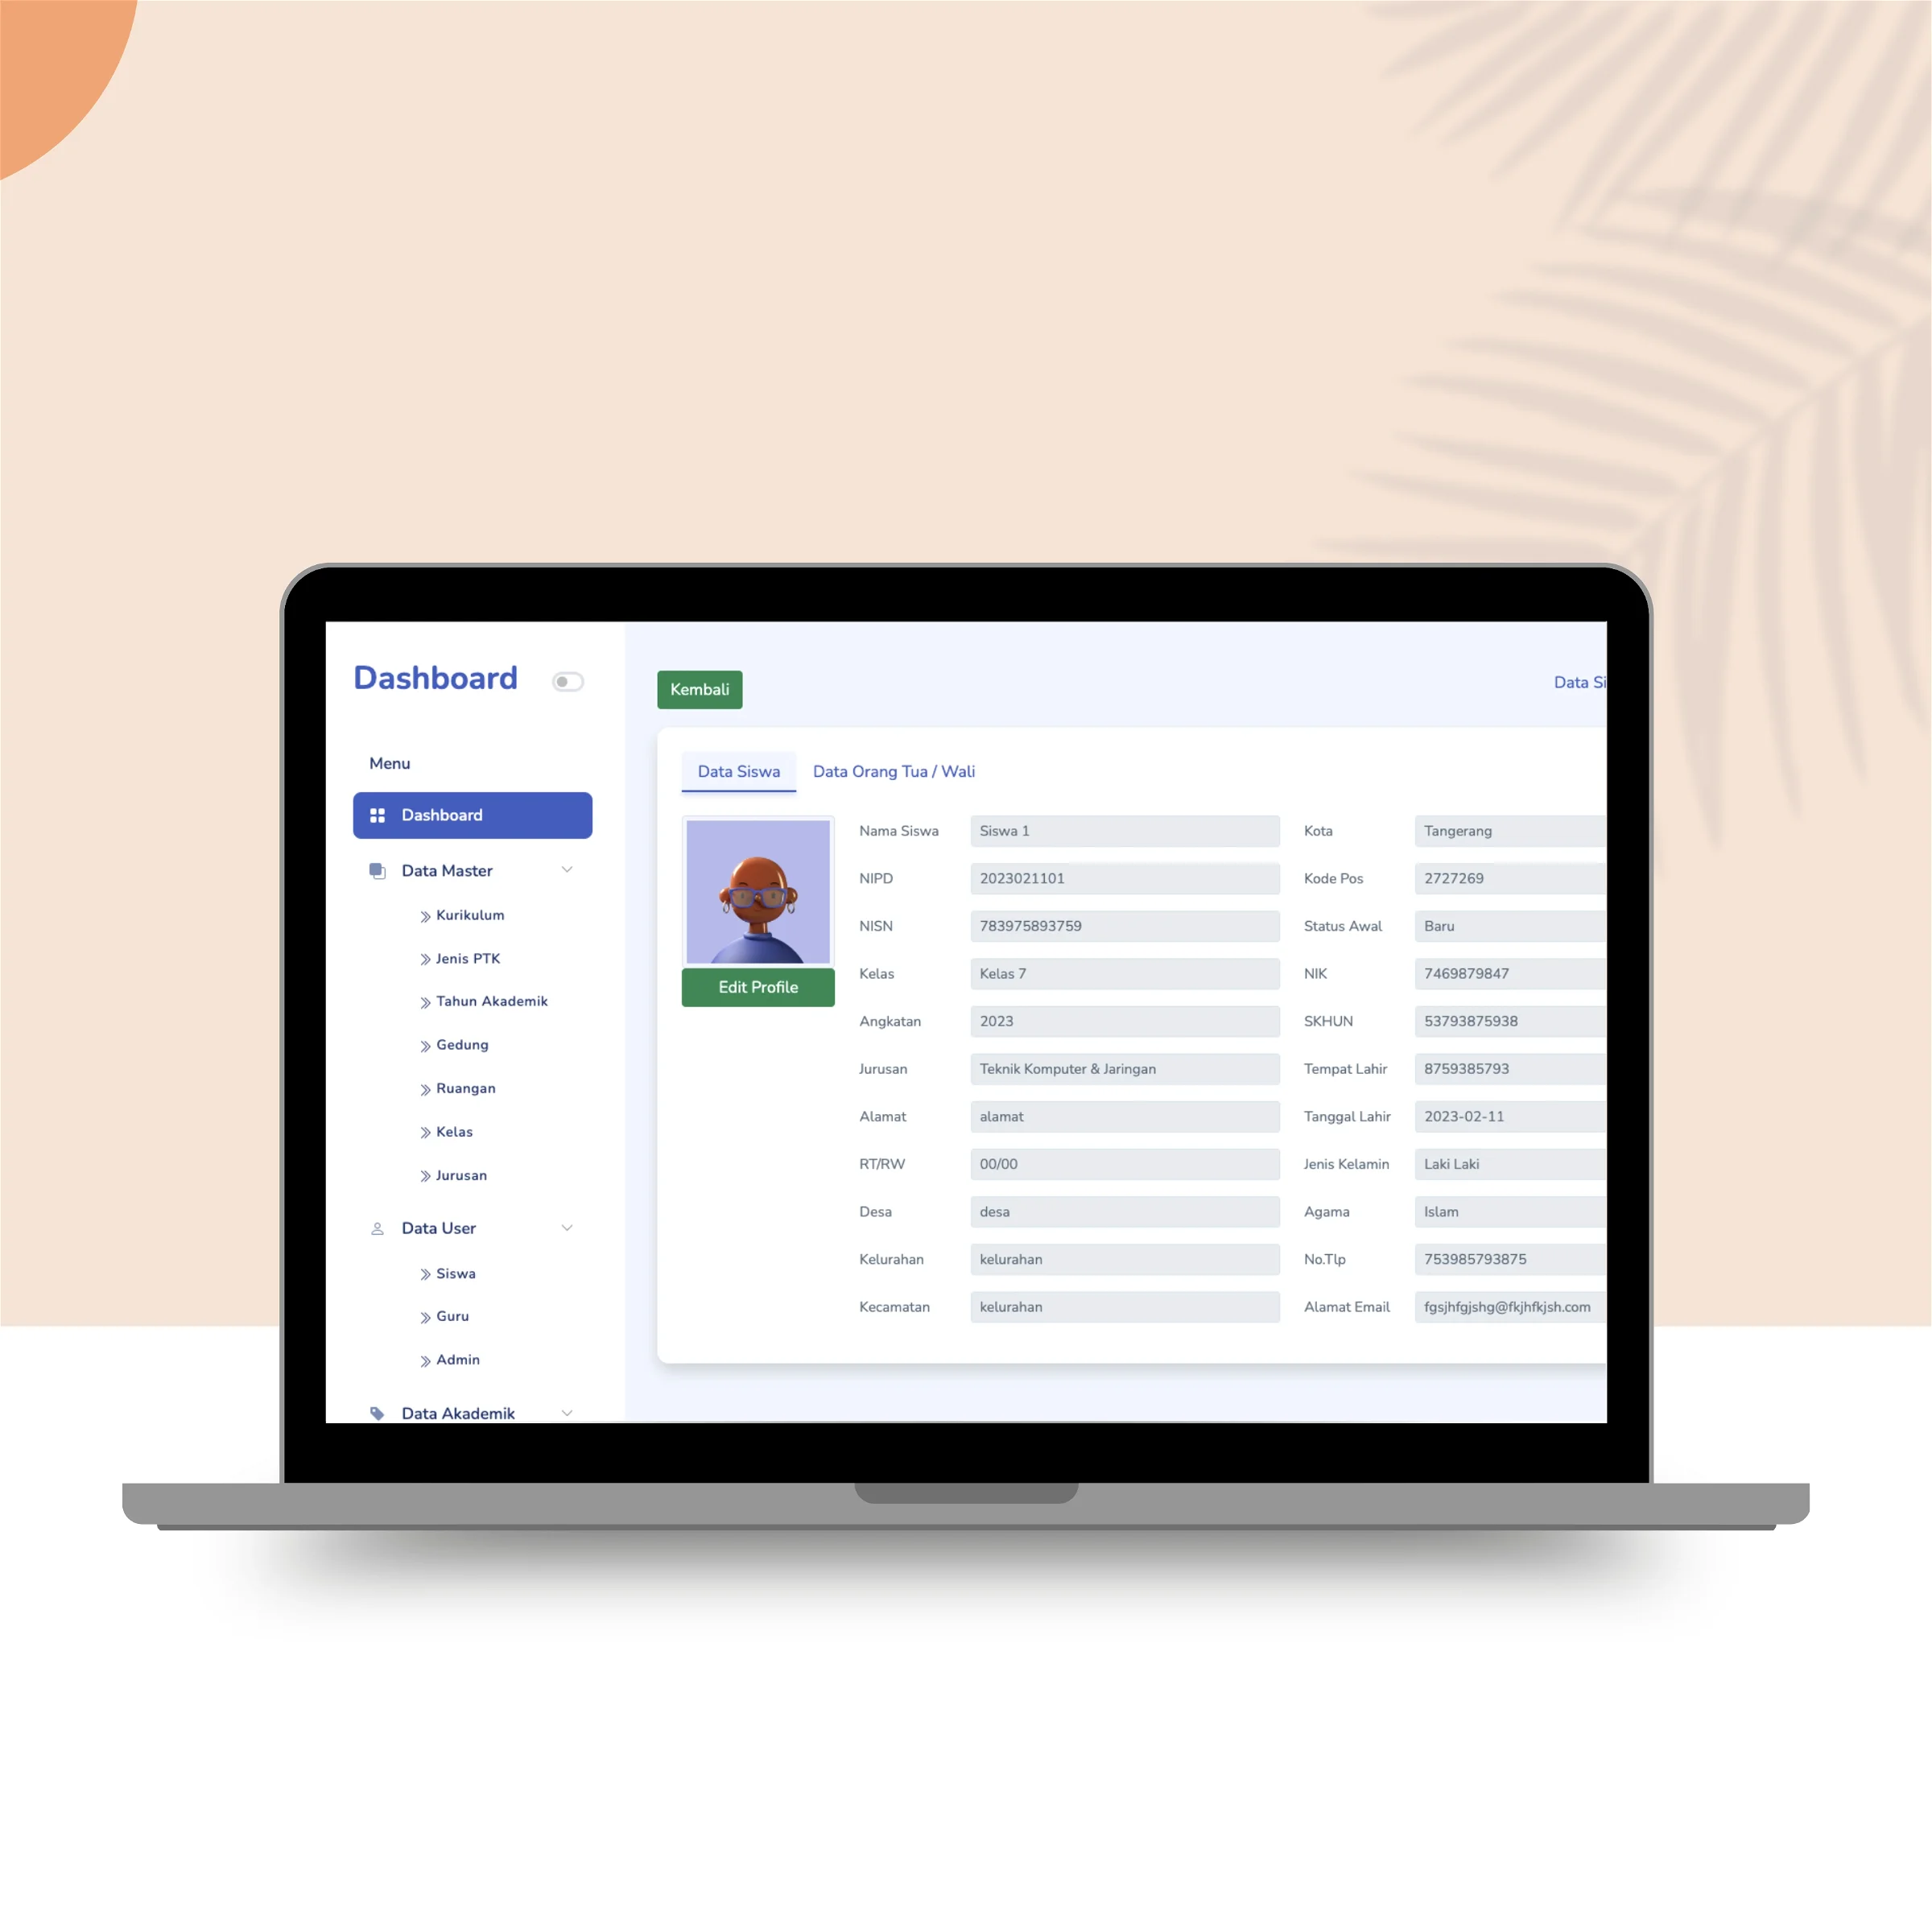 Dashboard
Menu
Dashboard
Data Master
Kurikulum
Jenis PTK
Tahun Akademik
Gedung
Ruangan
Kelas
Jurusan
Data User
Siswa
Guru
Admin
Data Akademik
Kembali
Data Si
Data Siswa Data Orang Tua / Wali
Edit Profile
Nama Siswa Siswa 1 Kota Tangerang
NIPD 2023021101 Kode Pos 2727269
NISN 783975893759 Status Awal Baru
Kelas Kelas 7 NIK 7469879847
Angkatan 2023 SKHUN 53793875938
Jurusan Teknik Komputer & Jaringan Tempat Lahir 8759385793
Alamat alamat Tanggal Lahir 2023-02-11
RT/RW 00/00 Jenis Kelamin Laki Laki
Desa desa Agama Islam
Kelurahan kelurahan No.Tlp 753985793875
Kecamatan kelurahan Alamat Email fgsjhfgjshg@fkjhfkjsh.com